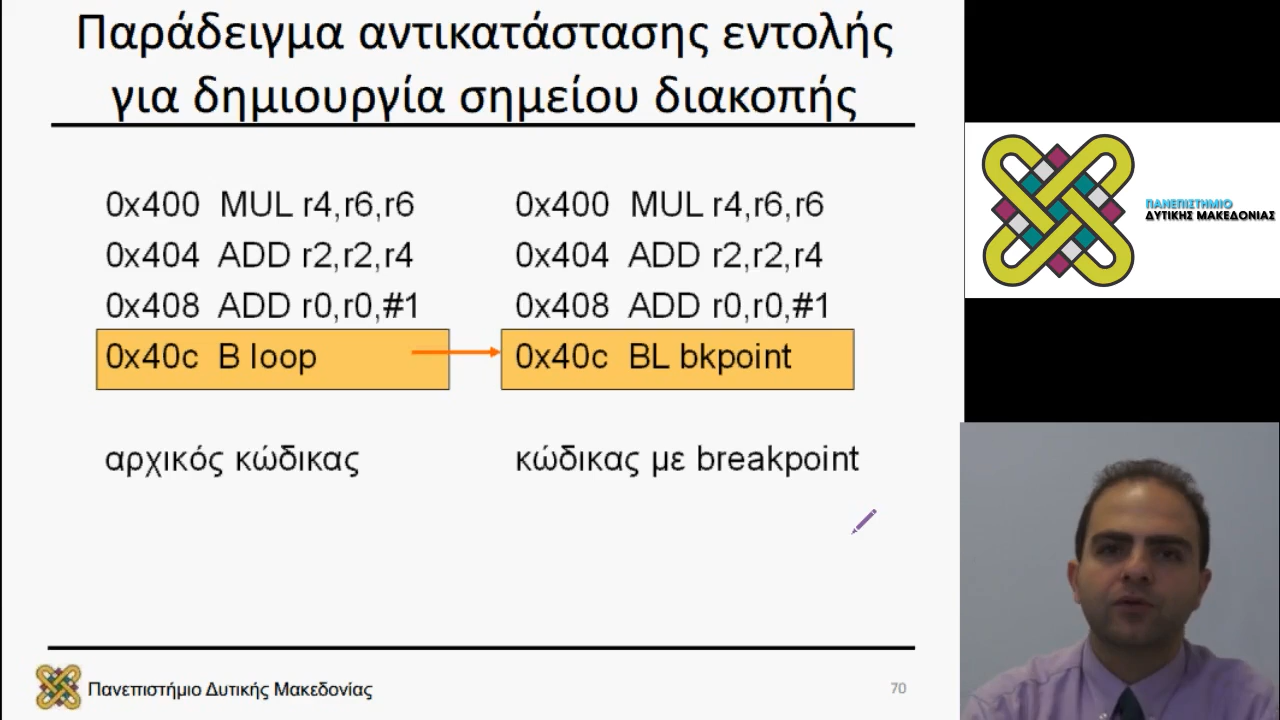 Παράδειγμα αντικατάστασης εντολής
για δημιουργία σημείου διακοπής
0x400 MUL r4,r6,r6
0x404 ADD r2,r2,r4
0x408 ADD r0,r0,#1
0x40c B loop
αρχικός κώδικας
0x400 MUL r4,r6,r6
0x404 ADD r2,r2,r4
0x408 ADD r0,r0,#1
0x40c BL bkpoint
κώδικας με breakpoint
Πανεπιστήμιο Δυτικής Μακεδονίας
70
ΠΑΝΕΠΙΣΤΗΜΙΟ
ΔΥΤΙΚΗΣ ΜΑΚΕΔΟΝΙΑΣ